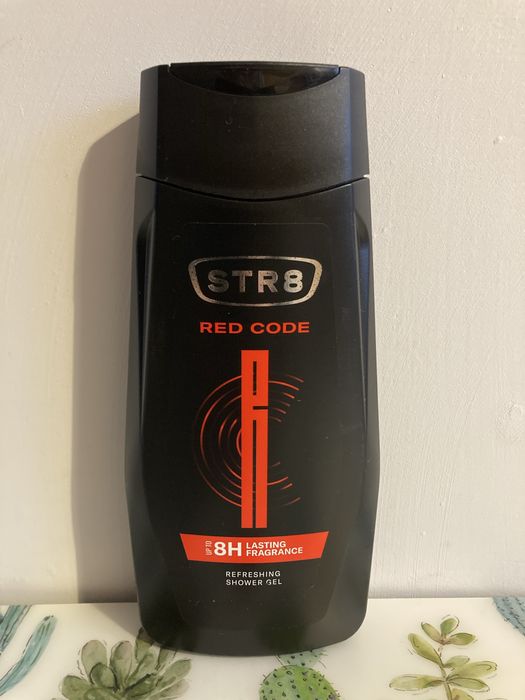 STR8
RED CODE
UP TO 8H LASTING
FRAGRANCE
REFRESHING
SHOWER GEL